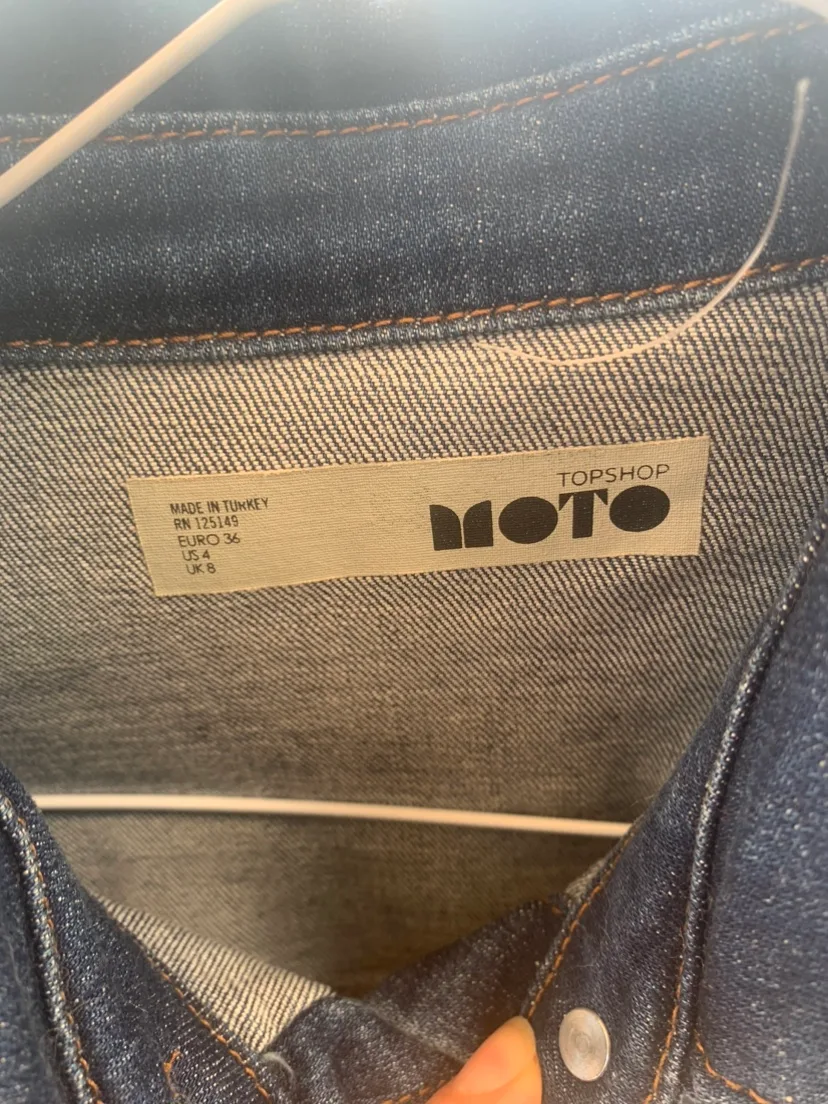 MADE IN TURKEY
RN 125149
EURO 36
US 4
UK 8
TOPSHOP
MOTO